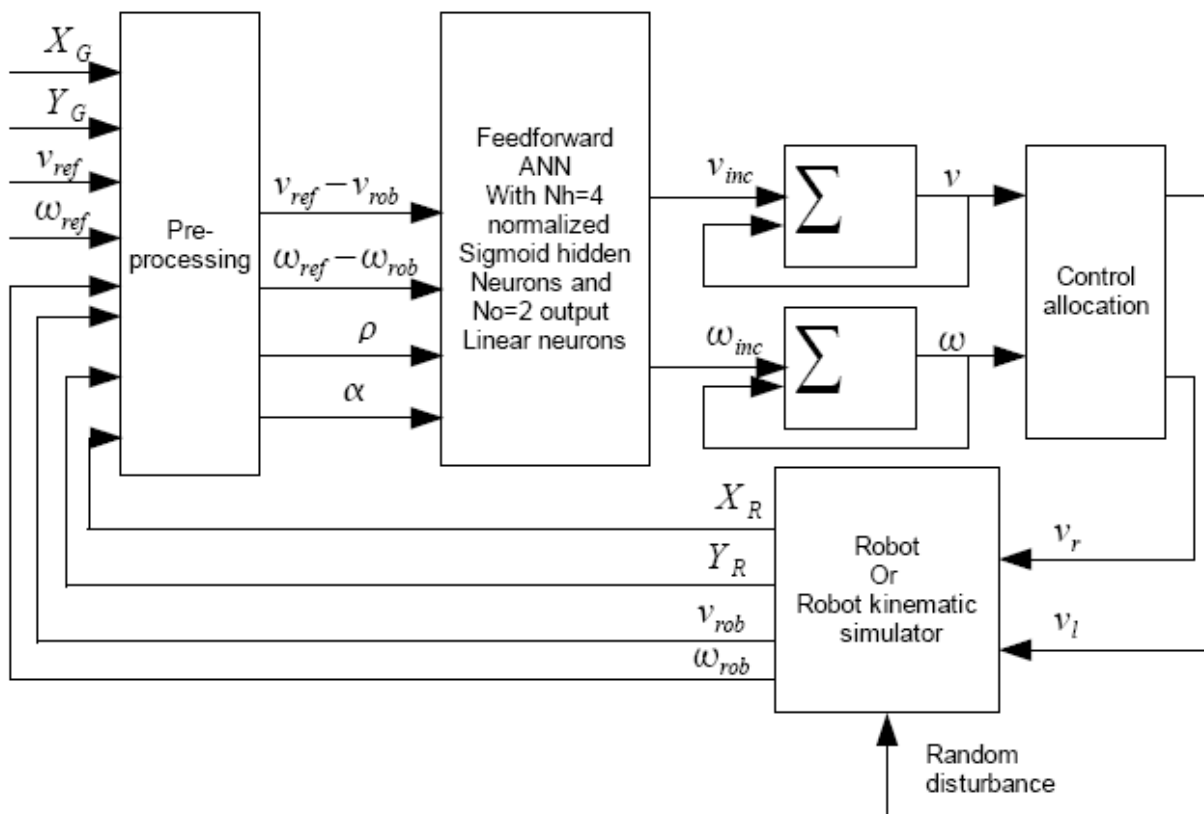 X_G
Y_G
v_ref
ω_ref
Pre-
processing
v_ref − v_rob
ω_ref − ω_rob
ρ
α
Feedforward
ANN
With Nh=4
normalized
Sigmoid hidden
Neurons and
No=2 output
Linear neurons
v_inc
Σ
v
ω_inc
Σ
ω
Control
allocation
X_R
Y_R
v_rob
ω_rob
Robot
Or
Robot kinematic
simulator
v_r
v_l
Random
disturbance